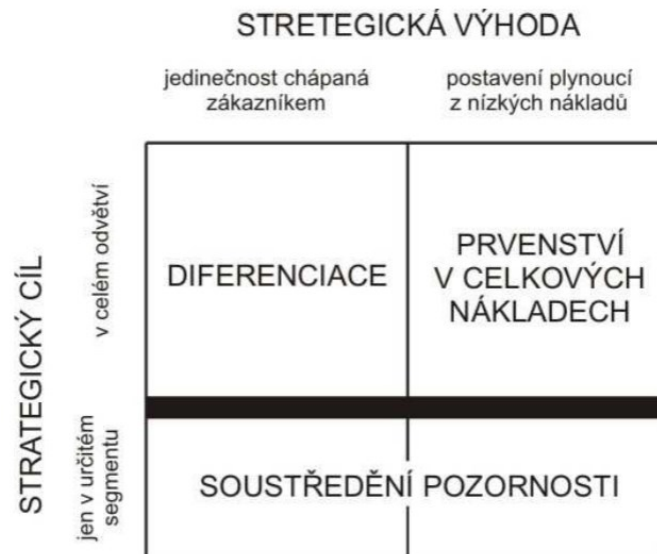 STRETEGICKÁ VÝHODA
jedinečnost chápaná
zákazníkem
postavení plynoucí
z nízkých nákladů
STRATEGICKÝ CÍL
v celém odvětví
DIFERENCIACE
PRVENSTVÍ
V CELKOVÝCH
NÁKLADECH
jen v určitém
segmentu
SOUSTŘEDĚNÍ POZORNOSTI